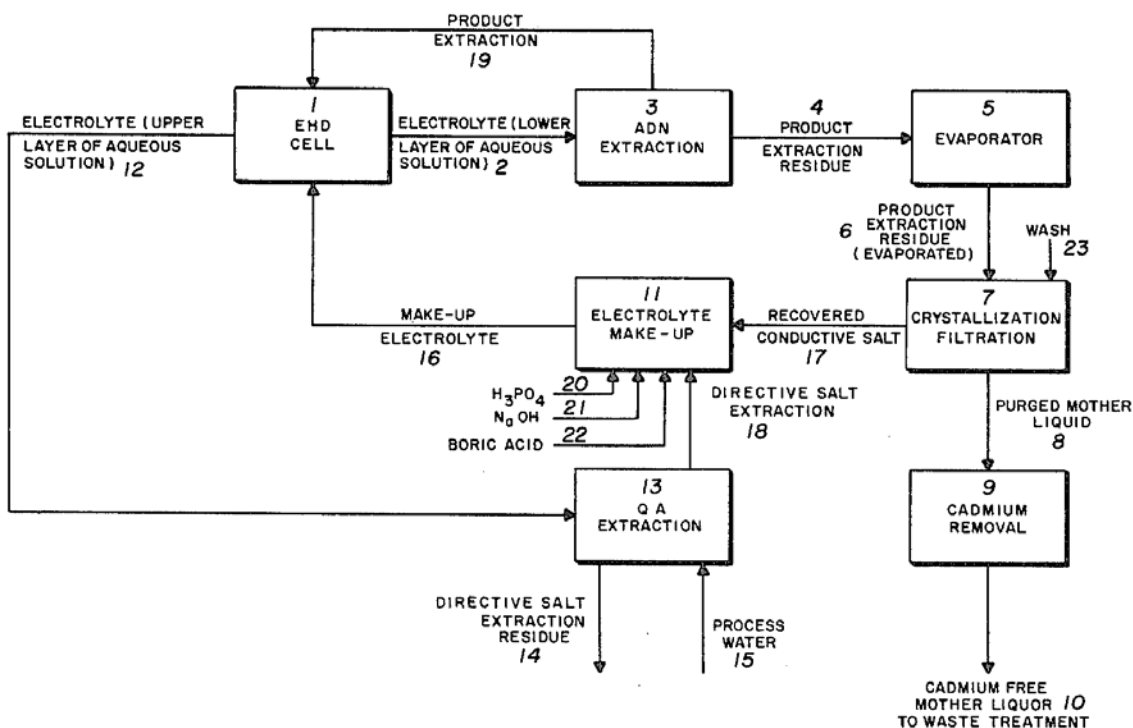 PRODUCT
EXTRACTION
19
1
EHD
CELL
ELECTROLYTE (UPPER
LAYER OF AQUEOUS
SOLUTION) 12
ELECTROLYTE (LOWER
LAYER OF AQUEOUS
SOLUTION) 2
3
ADN
EXTRACTION
4
PRODUCT
EXTRACTION
RESIDUE
5
EVAPORATOR
6 PRODUCT
EXTRACTION
RESIDUE
(EVAPORATED)
WASH
23
7
CRYSTALLIZATION
FILTRATION
RECOVERED
CONDUCTIVE SALT
17
11
ELECTROLYTE
MAKE-UP
MAKE-UP
ELECTROLYTE
16
H3PO4 20
NaOH 21
BORIC ACID 22
DIRECTIVE SALT
EXTRACTION
18
PURGED MOTHER
LIQUID
8
13
QA
EXTRACTION
9
CADMIUM
REMOVAL
DIRECTIVE SALT
EXTRACTION
RESIDUE
14
PROCESS
WATER
15
CADMIUM FREE
MOTHER LIQUOR 10
TO WASTE TREATMENT